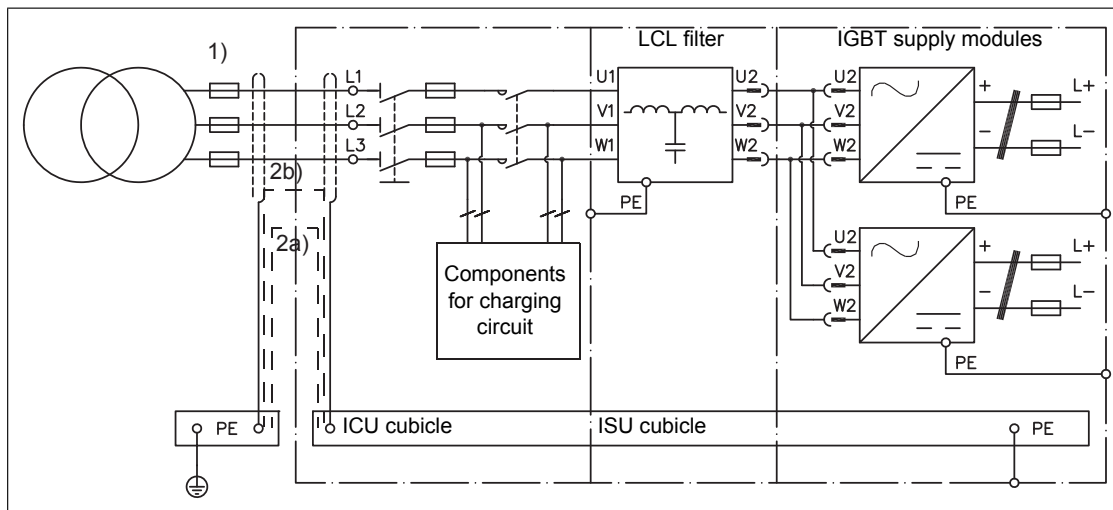 LCL filter
IGBT supply modules
1)
L1
L2
L3
U1
V1
W1
U2
V2
W2
U2
V2
W2
+
−
L+
L−
PE
PE
2b)
2a)
Components
for charging
circuit
U2
V2
W2
+
−
L+
L−
PE
PE
ICU cubicle
ISU cubicle
PE